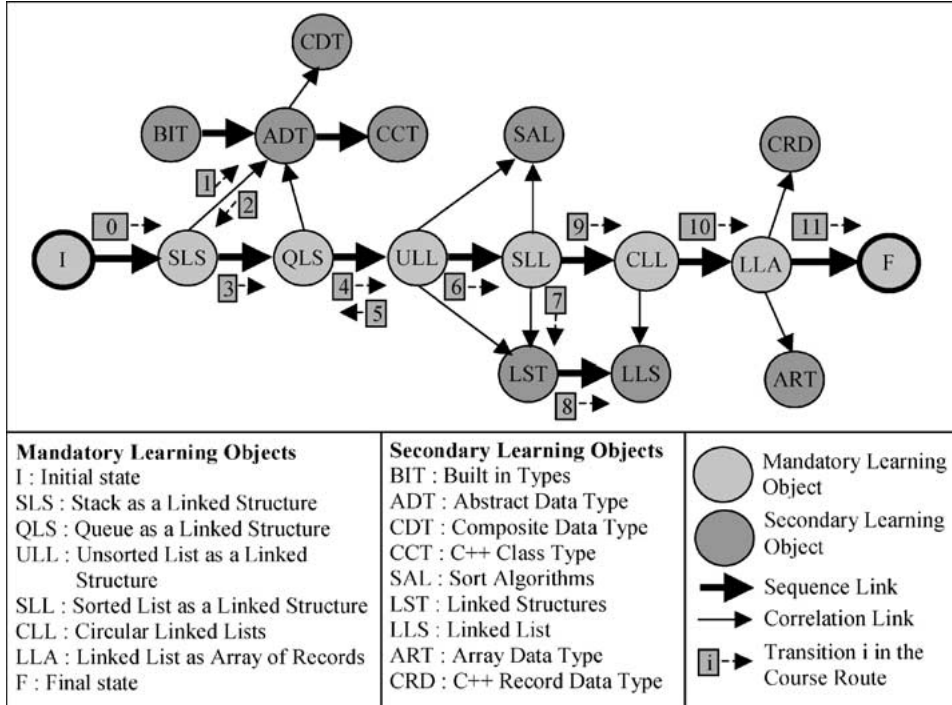 CDT
BIT
ADT
CCT
SAL
CRD
1
2
0
9
10
11
I
SLS
QLS
ULL
SLL
CLL
LLA
F
3
4
6
7
5
LST
LLS
ART
8
Mandatory Learning Objects
I : Initial state
SLS : Stack as a Linked Structure
QLS : Queue as a Linked Structure
ULL : Unsorted List as a Linked
Structure
SLL : Sorted List as a Linked Structure
CLL : Circular Linked Lists
LLA : Linked List as Array of Records
F : Final state
Secondary Learning Objects
BIT : Built in Types
ADT : Abstract Data Type
CDT : Composite Data Type
CCT : C++ Class Type
SAL : Sort Algorithms
LST : Linked Structures
LLS : Linked List
ART : Array Data Type
CRD : C++ Record Data Type
Mandatory Learning
Object
Secondary Learning
Object
Sequence Link
Correlation Link
i
Transition i in the
Course Route